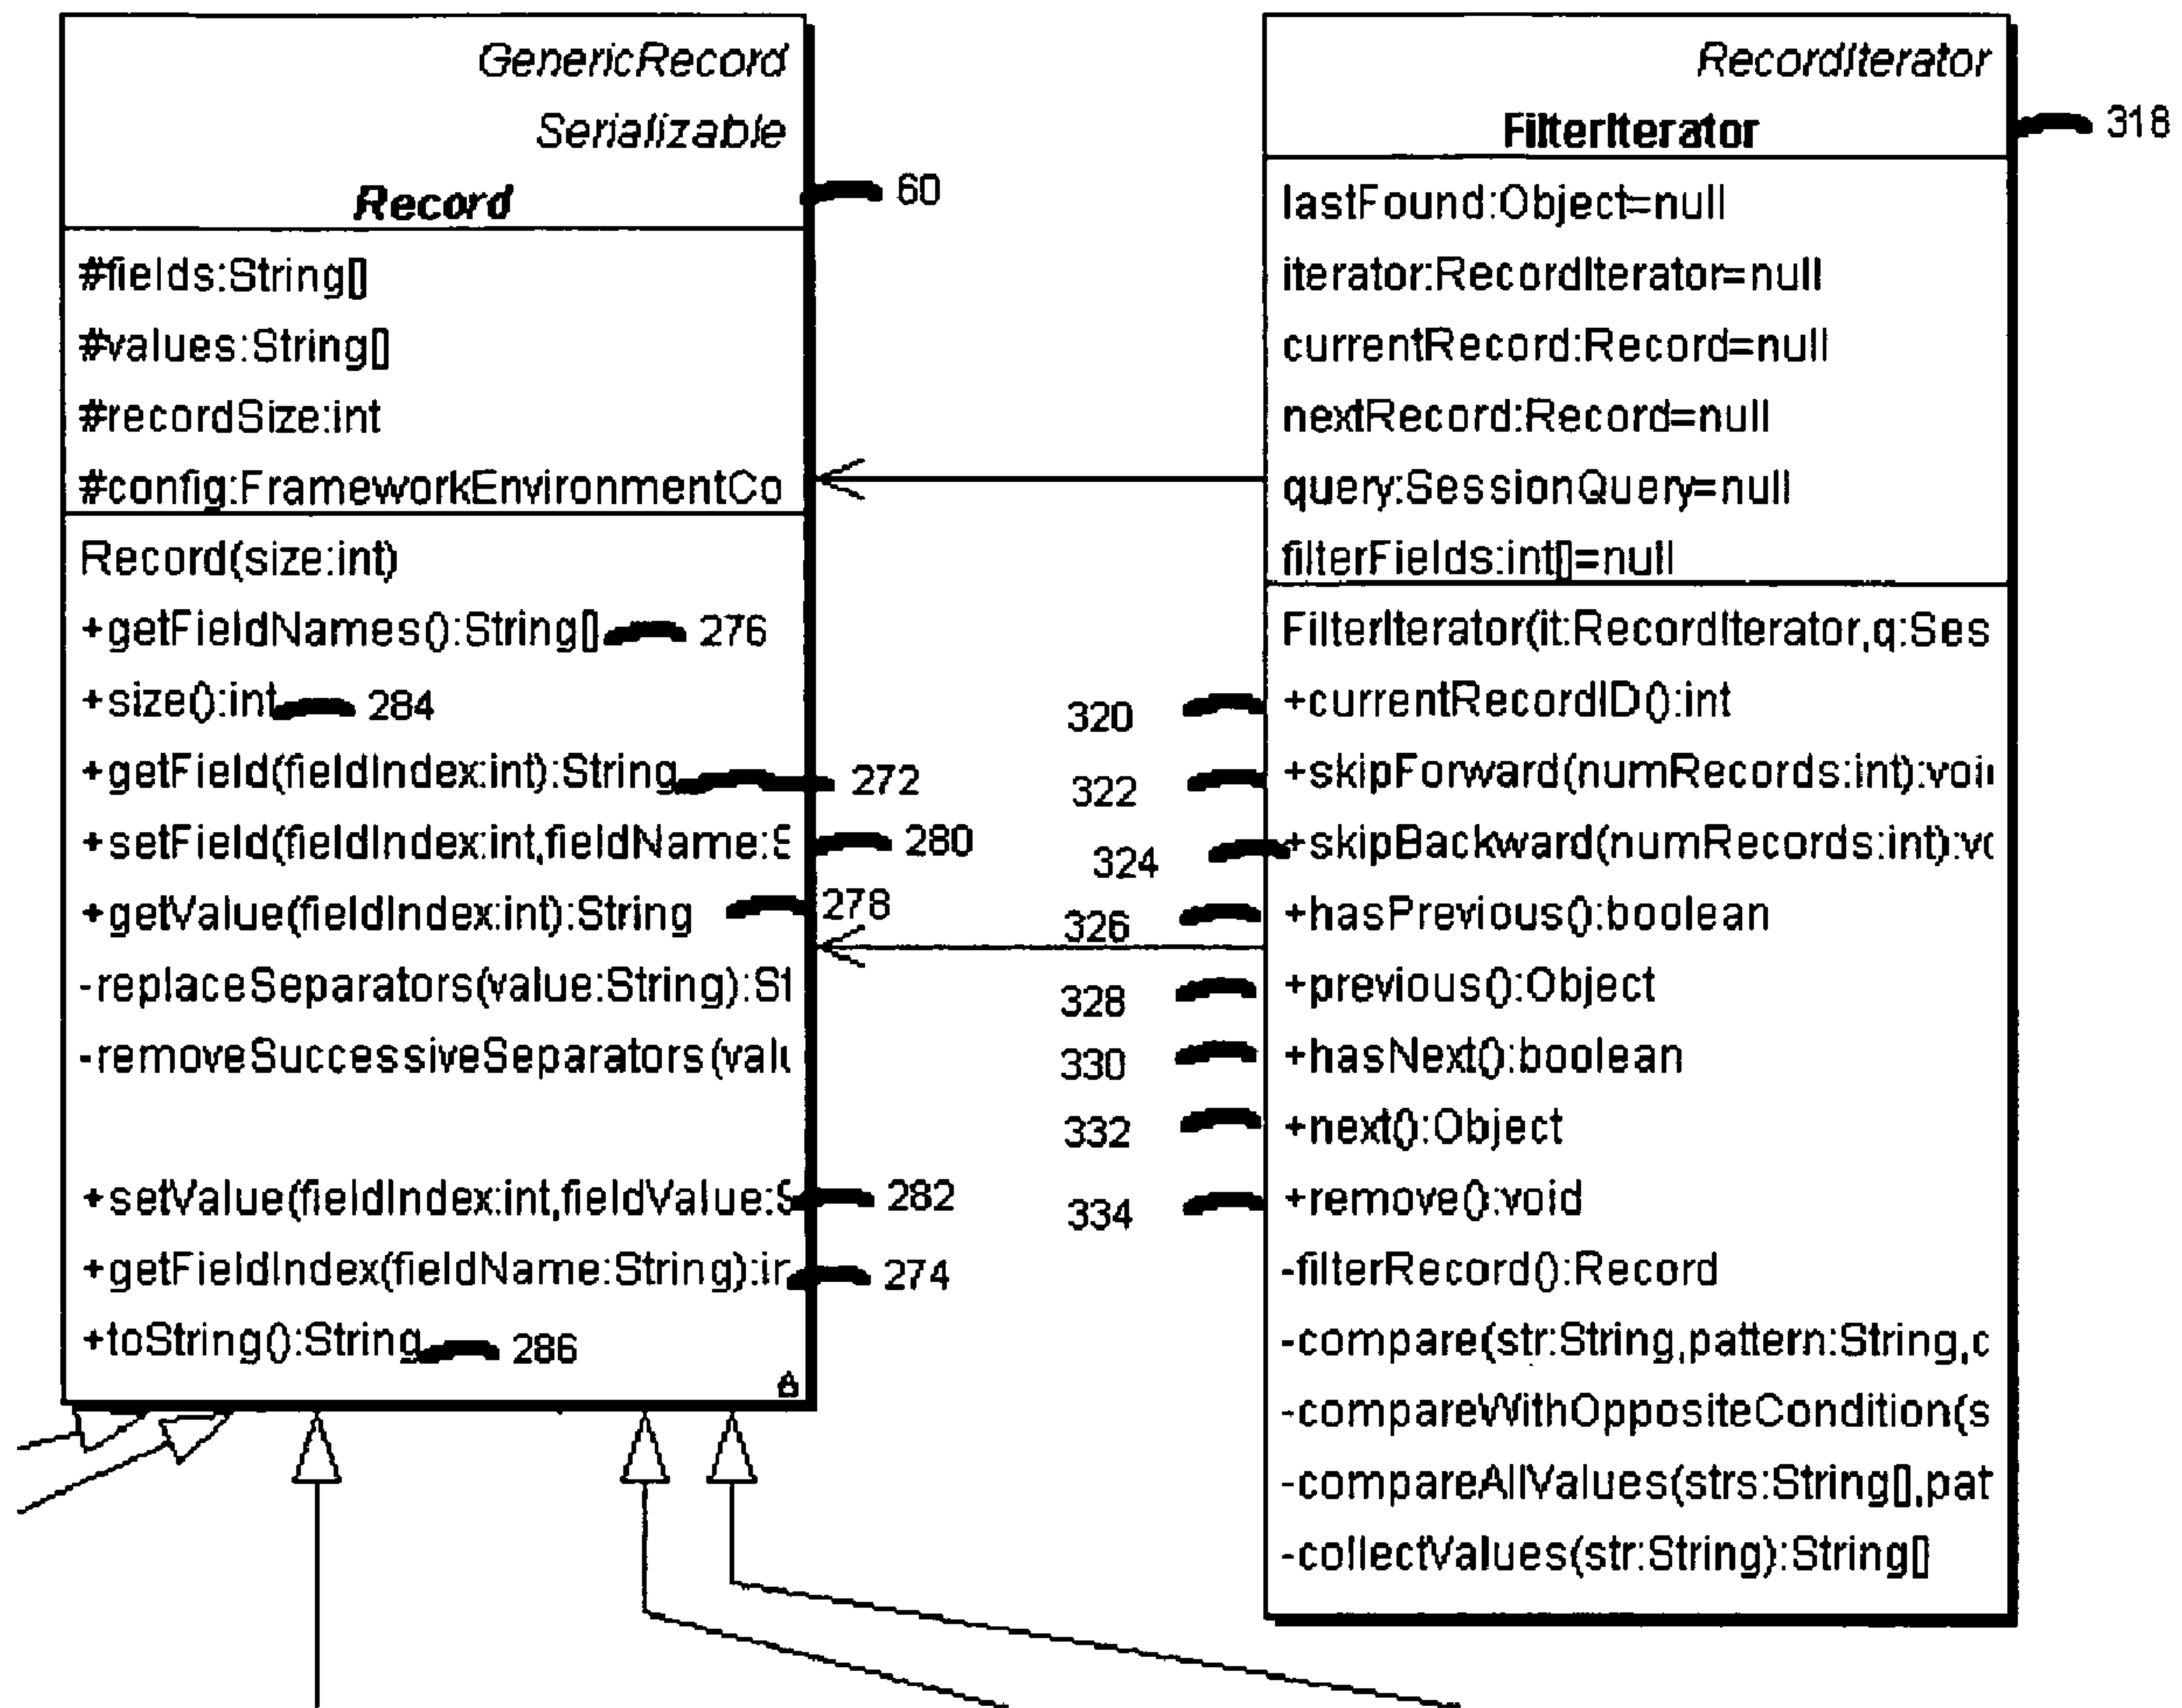 GenericRecord
Serializable
Record
60
#fields:String[]
#values:String[]
#recordSize:int
#config:FrameworkEnvironmentCo
Record(size:int)
+getFieldNames():String[] 276
+size():int 284
+getField(fieldIndex:int):String 272
+setField(fieldIndex:int,fieldName:S 280
+getValue(fieldIndex:int):String 278
-replaceSeparators(value:String):St
-removeSuccessiveSeparators(valu
+setValue(fieldIndex:int,fieldValue:S 282
+getFieldIndex(fieldName:String):in 274
+toString():String 286
RecordIterator
FilterIterator 318
lastFound:Object=null
iterator:RecordIterator=null
currentRecord:Record=null
nextRecord:Record=null
query:SessionQuery=null
filterFields:int[]=null
FilterIterator(it:RecordIterator,q:Ses
320 +currentRecordID():int
322 +skipForward(numRecords:int):voi
324 +skipBackward(numRecords:int):vo
326 +hasPrevious():boolean
328 +previous():Object
330 +hasNext():boolean
332 +next():Object
334 +remove():void
-filterRecord():Record
-compare(str:String,pattern:String,c
-compareWithOppositeCondition(s
-compareAllValues(strs:String[],pat
-collectValues(str:String):String[]